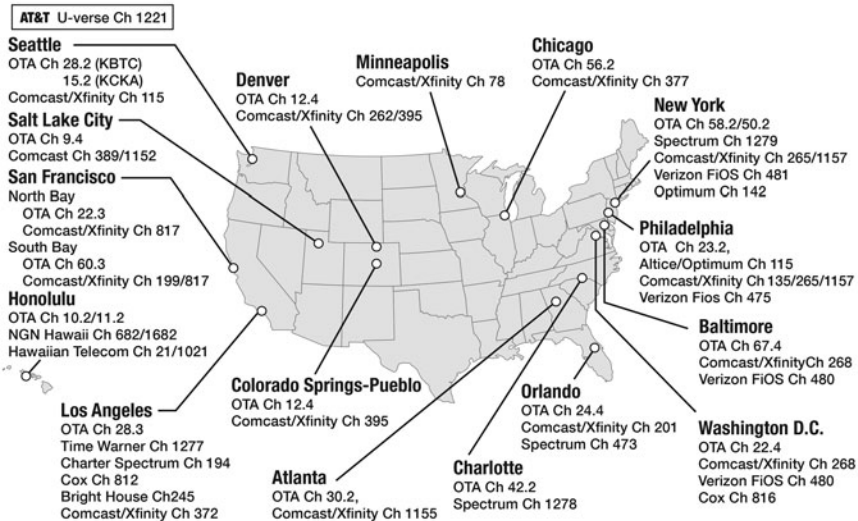 AT&T U-verse Ch 1221
Seattle
OTA Ch 28.2 (KBTC)
15.2 (KCKA)
Comcast/Xfinity Ch 115
Salt Lake City
OTA Ch 9.4
Comcast Ch 389/1152
San Francisco
North Bay
OTA Ch 22.3
Comcast/Xfinity Ch 817
South Bay
OTA Ch 60.3
Comcast/Xfinity Ch 199/817
Honolulu
OTA Ch 10.2/11.2
NGN Hawaii Ch 682/1682
Hawaiian Telecom Ch 21/1021
Los Angeles
OTA Ch 28.3
Time Warner Ch 1277
Charter Spectrum Ch 194
Cox Ch 812
Bright House Ch245
Comcast/Xfinity Ch 372
Denver
OTA Ch 12.4
Comcast/Xfinity Ch 262/395
Colorado Springs-Pueblo
OTA Ch 12.4
Comcast/Xfinity Ch 395
Minneapolis
Comcast/Xfinity Ch 78
Chicago
OTA Ch 56.2
Comcast/Xfinity Ch 377
New York
OTA Ch 58.2/50.2
Spectrum Ch 1279
Comcast/Xfinity Ch 265/1157
Verizon FiOS Ch 481
Optimum Ch 142
Philadelphia
OTA Ch 23.2,
Altice/Optimum Ch 115
Comcast/Xfinity Ch 135/265/1157
Verizon Fios Ch 475
Baltimore
OTA Ch 67.4
Comcast/XfinityCh 268
Verizon FiOS Ch 480
Washington D.C.
OTA Ch 22.4
Comcast/Xfinity Ch 268
Verizon FiOS Ch 480
Cox Ch 816
Orlando
OTA Ch 24.4
Comcast/Xfinity Ch 201
Spectrum Ch 473
Charlotte
OTA Ch 42.2
Spectrum Ch 1278
Atlanta
OTA Ch 30.2,
Comcast/Xfinity Ch 1155